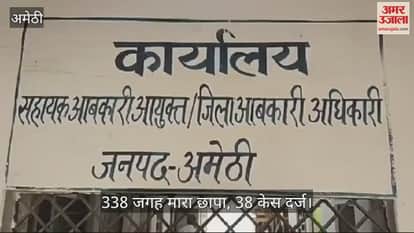 अमेठी
अमर उजाला
amarujala.com
कार्यालय
सहायक आबकारी आयुक्त/जिला आबकारी अधिकारी
जनपद-अमेठी
338 जगह मारा छापा, 38 केस दर्ज।